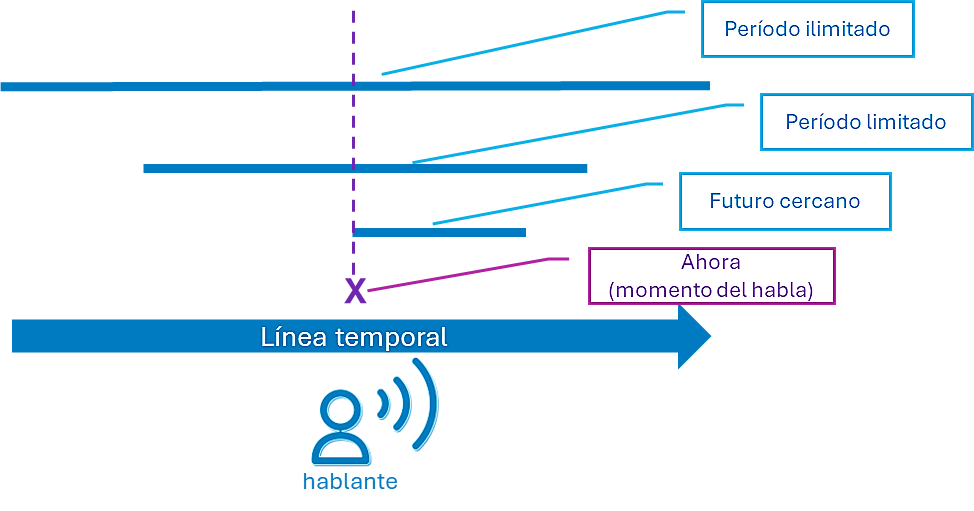 Período ilimitado
Período limitado
Futuro cercano
Ahora
(momento del habla)
X
Línea temporal
hablante